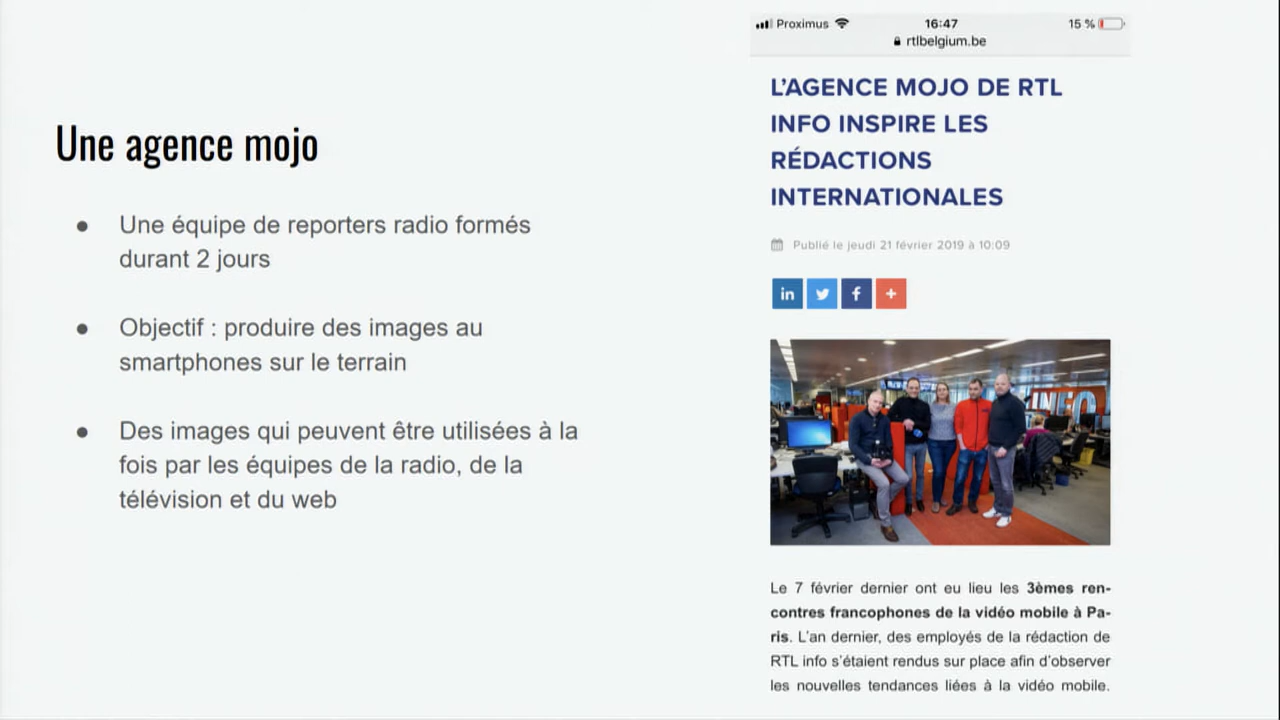 Une agence mojo
● Une équipe de reporters radio formés
durant 2 jours
● Objectif : produire des images au
smartphones sur le terrain
● Des images qui peuvent être utilisées à la
fois par les équipes de la radio, de la
télévision et du web
Proximus 16:47 15 %
rtlbelgium.be
L'AGENCE MOJO DE RTL
INFO INSPIRE LES
RÉDACTIONS
INTERNATIONALES
Publié le jeudi 21 février 2019 à 10:09
in f +
INFO
Le 7 février dernier ont eu lieu les 3èmes ren-
contres francophones de la vidéo mobile à Pa-
ris. L'an dernier, des employés de la rédaction de
RTL info s'étaient rendus sur place afin d'observer
les nouvelles tendances liées à la vidéo mobile.